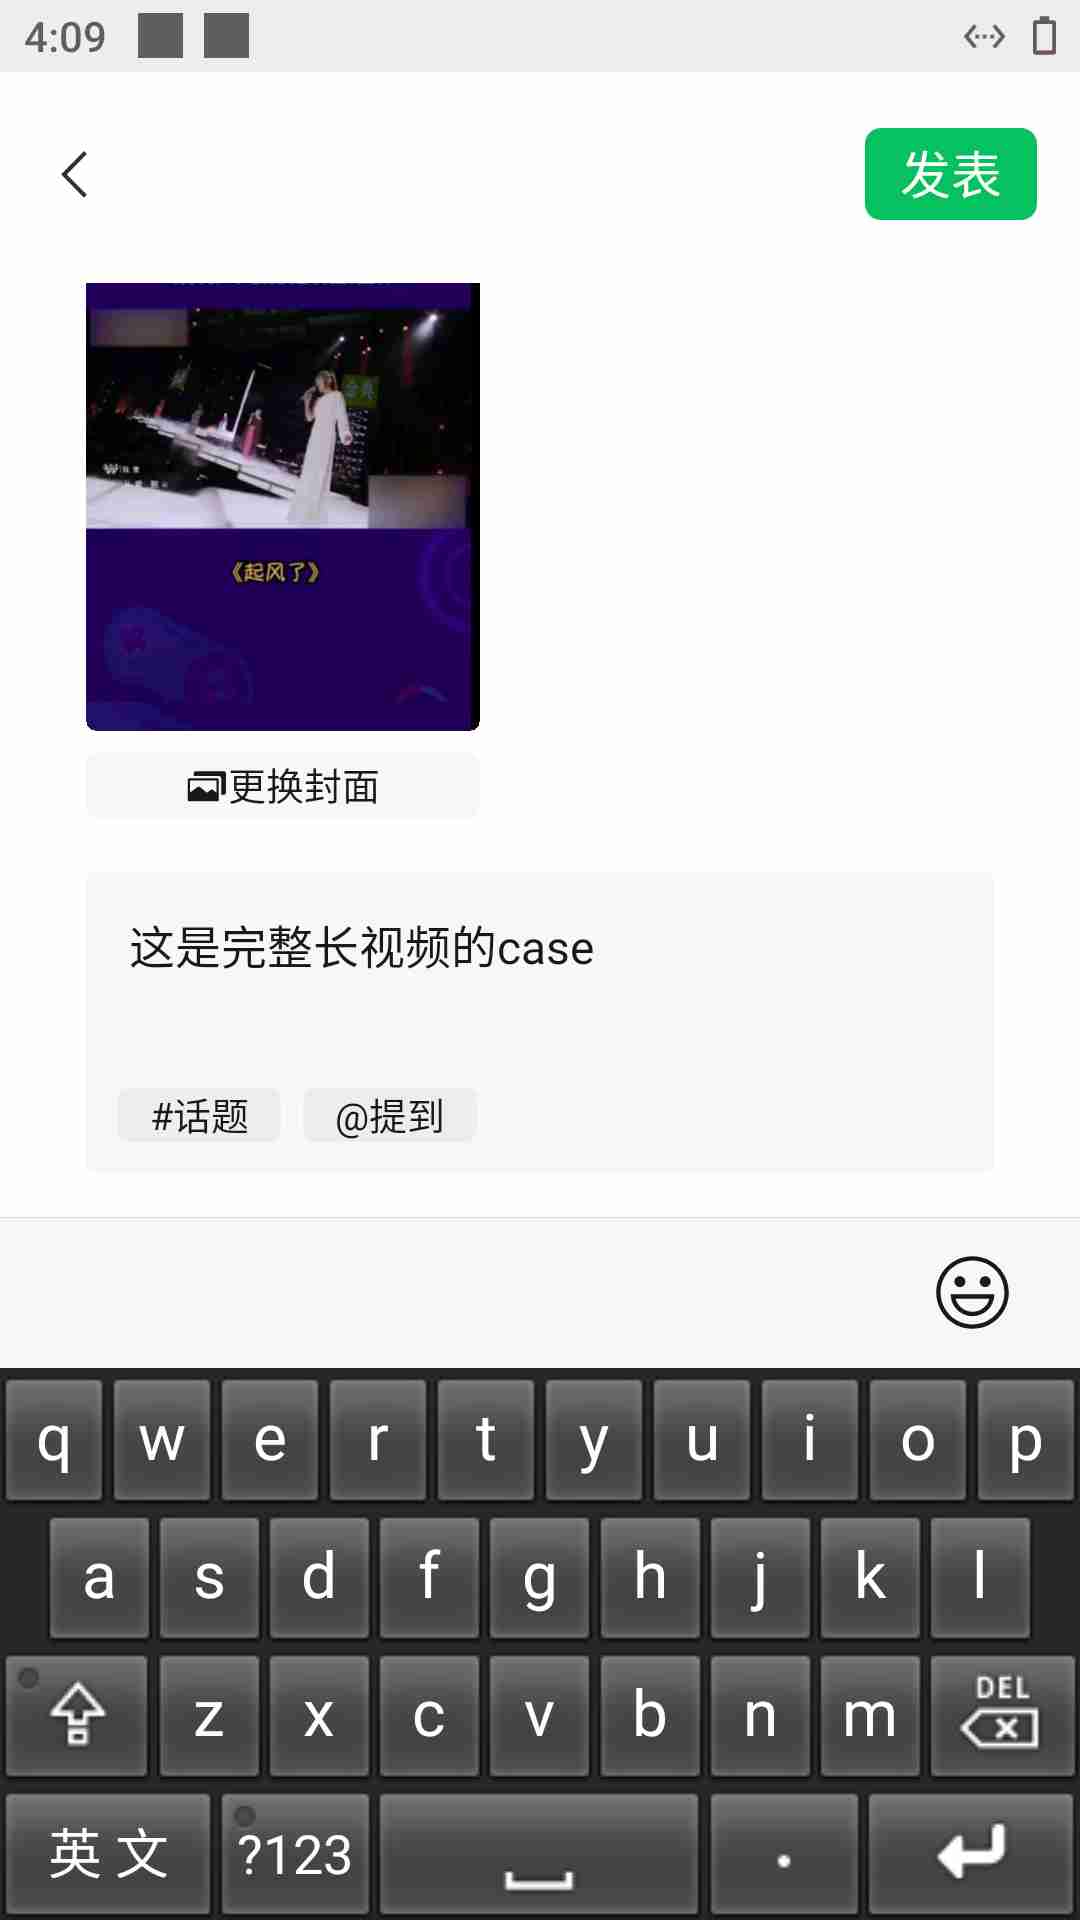 4:09
发表
《起风了》
更换封面
这是完整长视频的case
#话题 @提到
q w e r t y u i o p
a s d f g h j k l
z x c v b n m DEL
英文 ?123 .